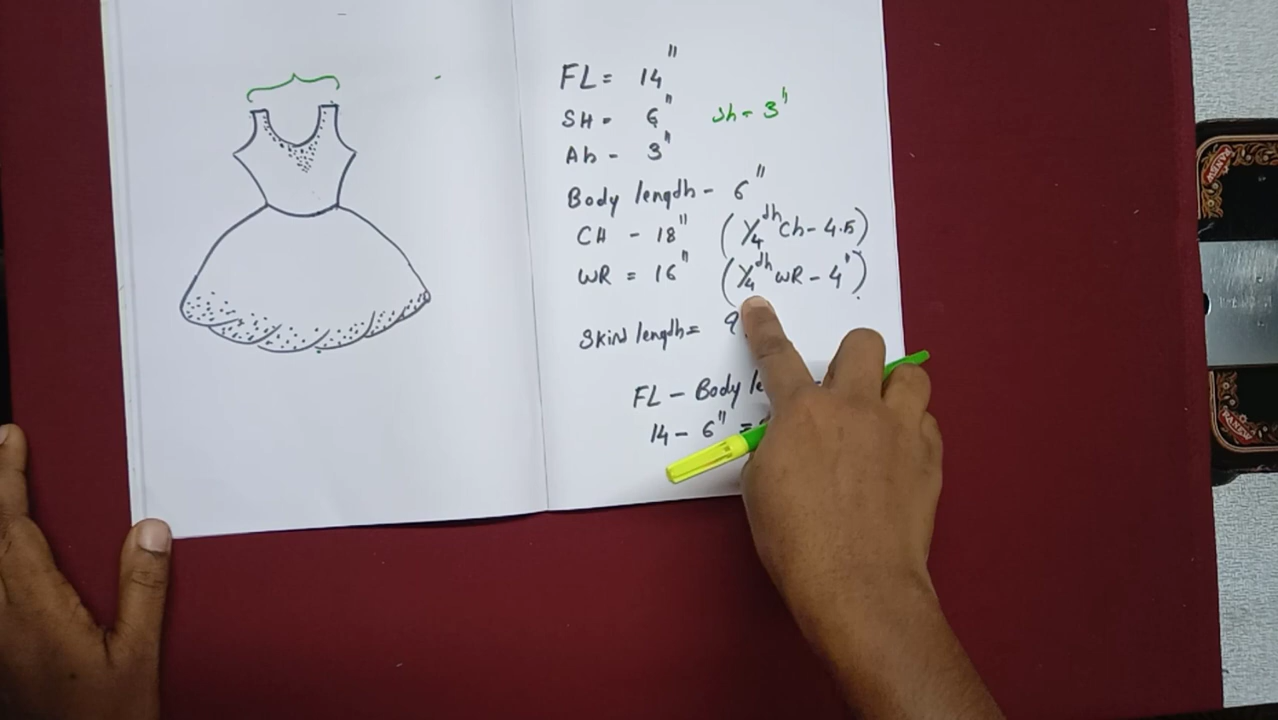 FL = 14"
SH = 6" Sh = 3"
Ah - 3"
Body length - 6"
CH - 18" (1/4th Ch - 4.5)
WR = 16" (1/4th WR - 4")
Skirt length = 9
FL - Body
14 - 6" =